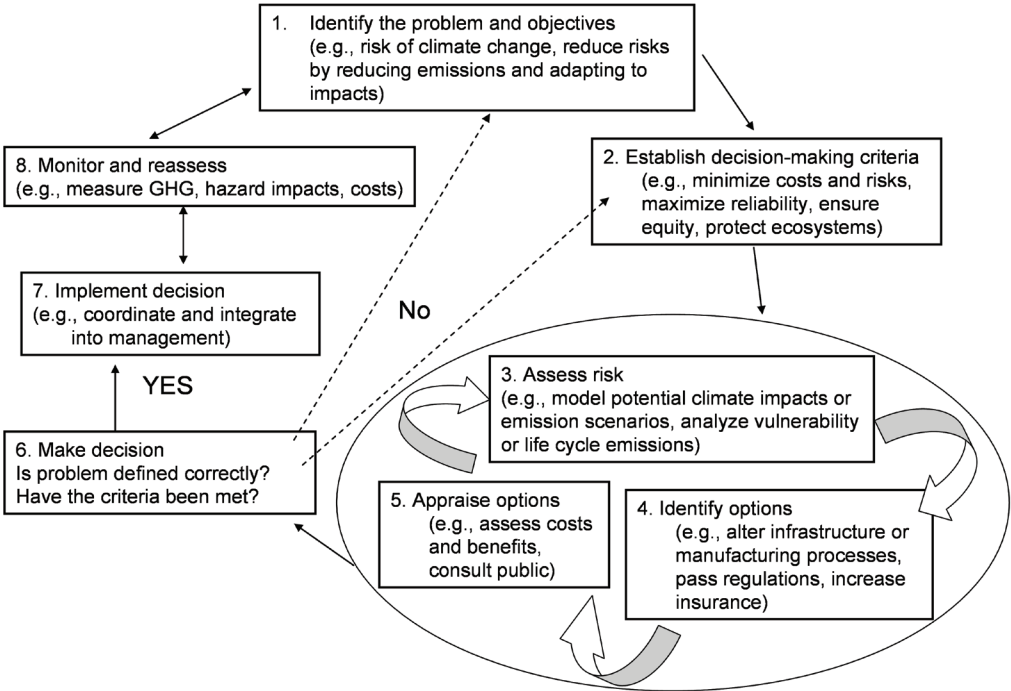 1. Identify the problem and objectives
(e.g., risk of climate change, reduce risks
by reducing emissions and adapting to
impacts)
2. Establish decision-making criteria
(e.g., minimize costs and risks,
maximize reliability, ensure
equity, protect ecosystems)
3. Assess risk
(e.g., model potential climate impacts or
emission scenarios, analyze vulnerability
or life cycle emissions)
4. Identify options
(e.g., alter infrastructure or
manufacturing processes,
pass regulations, increase
insurance)
5. Appraise options
(e.g., assess costs
and benefits,
consult public)
6. Make decision
Is problem defined correctly?
Have the criteria been met?
No
YES
7. Implement decision
(e.g., coordinate and integrate
into management)
8. Monitor and reassess
(e.g., measure GHG, hazard impacts, costs)